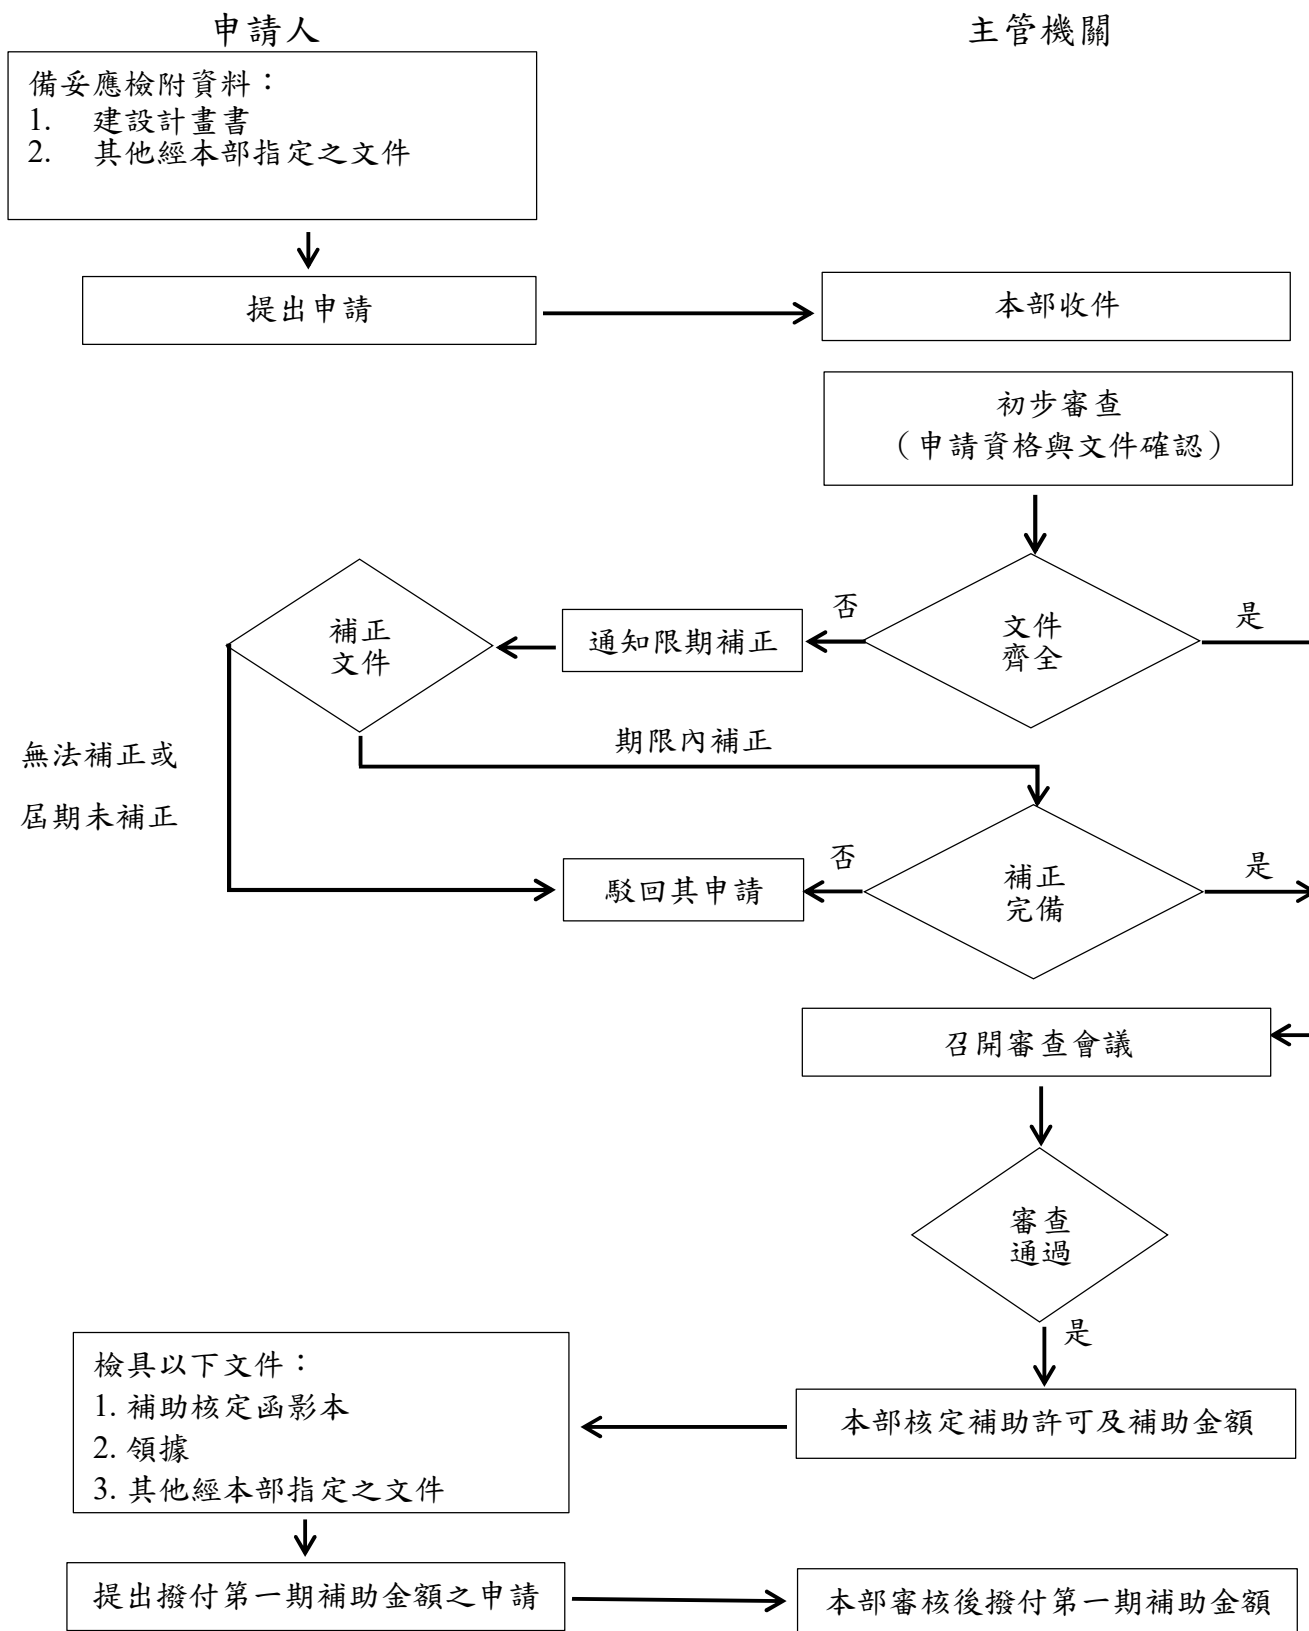 申請人
主管機關
備妥應檢附資料：
1. 建設計畫書
2. 其他經本部指定之文件
提出申請
本部收件
初步審查
（申請資格與文件確認）
文件
齊全
否
是
通知限期補正
補正
文件
期限內補正
無法補正或
屆期未補正
補正
完備
否
是
駁回其申請
召開審查會議
審查
通過
是
本部核定補助許可及補助金額
檢具以下文件：
1. 補助核定函影本
2. 領據
3. 其他經本部指定之文件
提出撥付第一期補助金額之申請
本部審核後撥付第一期補助金額